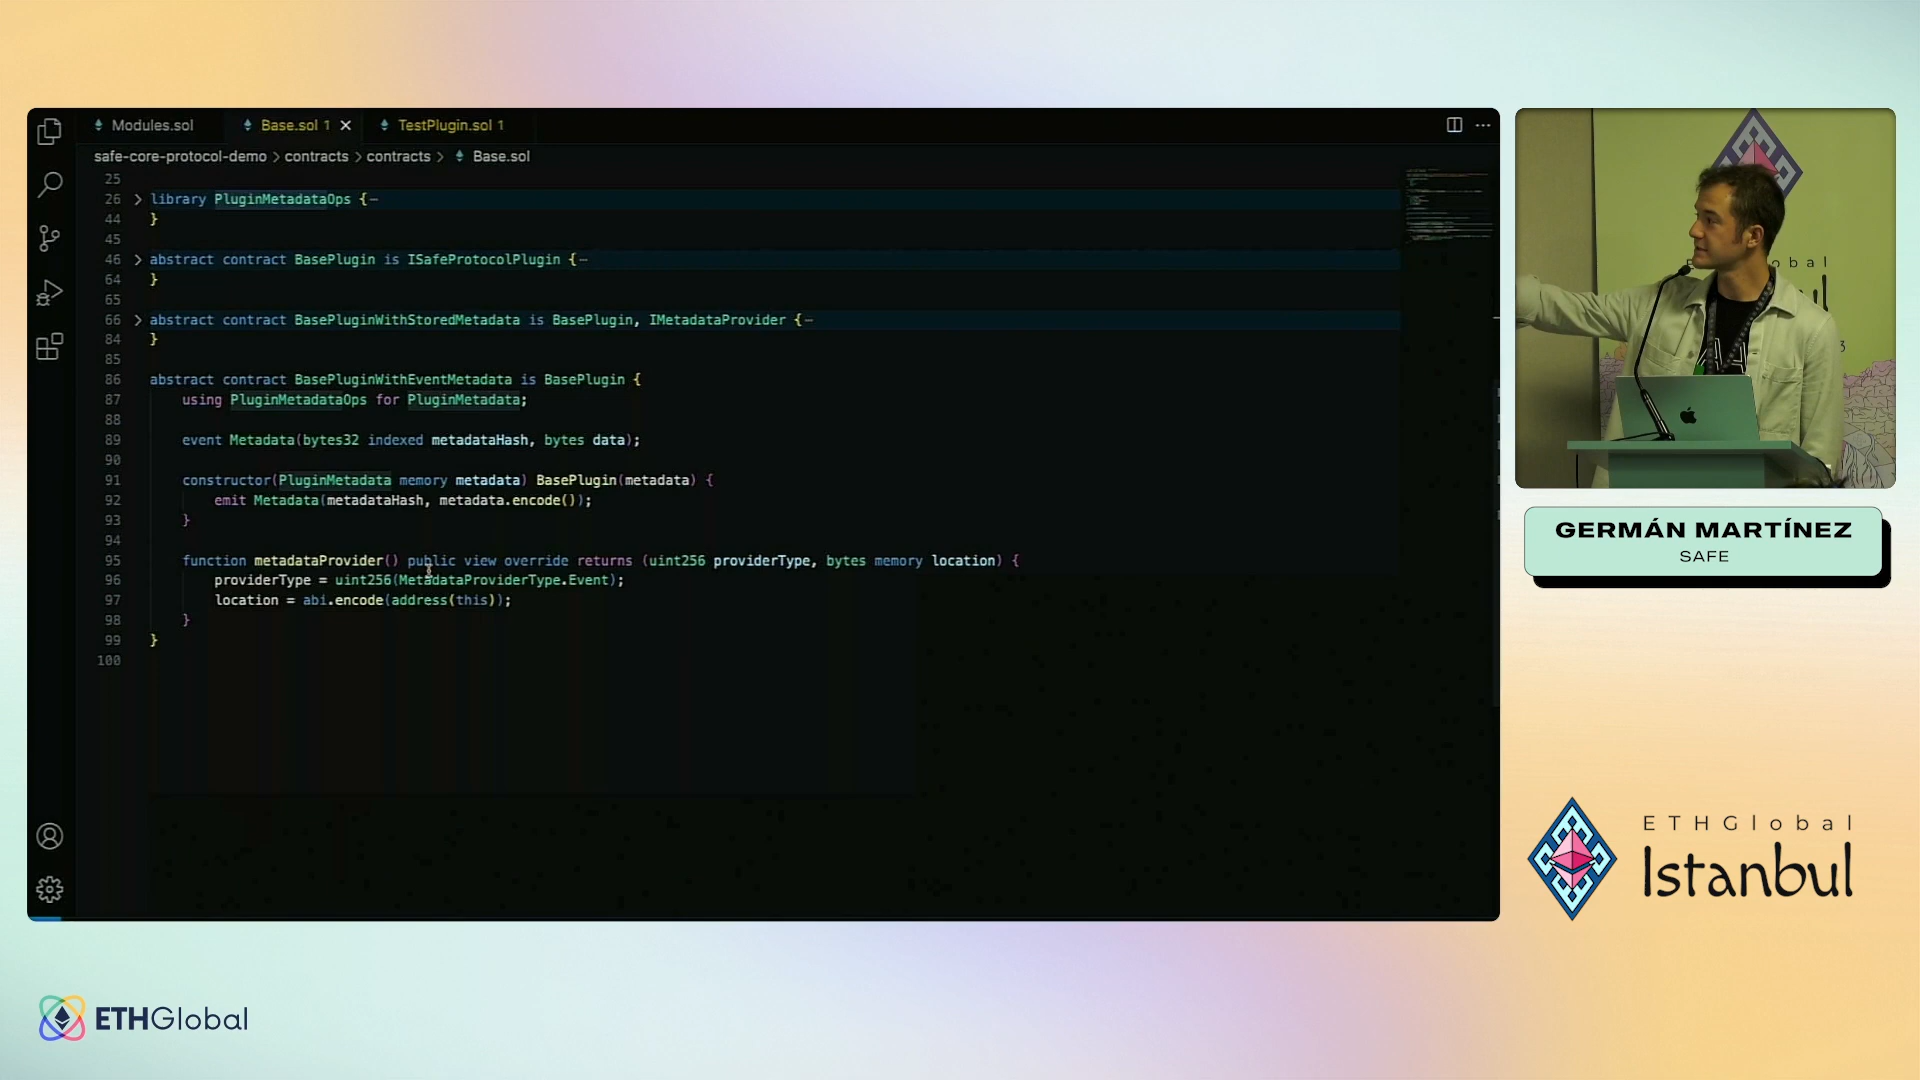 Modules.sol Base.sol 1 TestPlugin.sol 1
safe-core-protocol-demo > contracts > contracts > Base.sol
25
26 library PluginMetadataOps {
44 }
45
46 abstract contract BasePlugin is ISafeProtocolPlugin {
64 }
65
66 abstract contract BasePluginWithStoredMetadata is BasePlugin, IMetadataProvider {
84 }
85
86 abstract contract BasePluginWithEventMetadata is BasePlugin {
87 using PluginMetadataOps for PluginMetadata;
88
89 event Metadata(bytes32 indexed metadataHash, bytes data);
90
91 constructor(PluginMetadata memory metadata) BasePlugin(metadata) {
92 emit Metadata(metadataHash, metadata.encode());
93 }
94
95 function metadataProvider() public view override returns (uint256 providerType, bytes memory location) {
96 providerType = uint256(MetadataProviderType.Event);
97 location = abi.encode(address(this));
98 }
99 }
100
GERMÁN MARTÍNEZ
SAFE
ETHGlobal
Istanbul
ETHGlobal